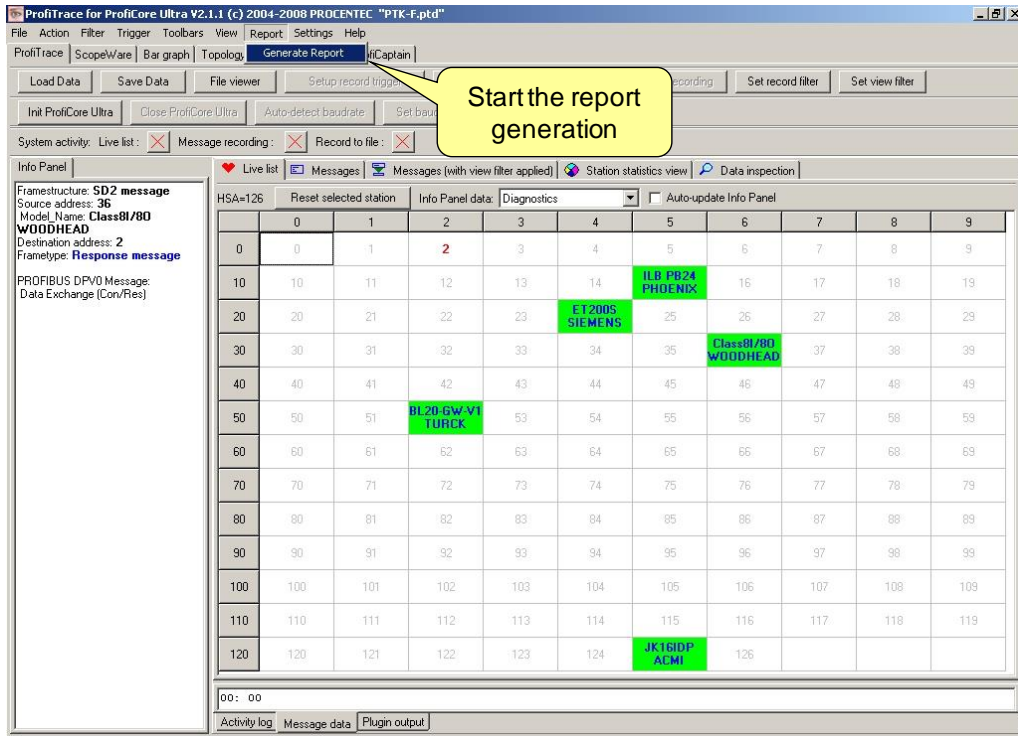 ProfiTrace for ProfiCore Ultra V2.1.1 (c) 2004-2008 PROCENTEC "PTK-F.ptd"
File Action Filter Trigger Toolbars View Report Settings Help
ProfiTrace ScopeWare Bar graph Topology Generate Report ofiCaptain
Load Data Save Data File viewer Setup record trigger recording Set record filter Set view filter
Start the report
generation
Init ProfiCore Ultra Close ProfiCore Ultra Auto-detect baudrate Set baud
System activity: Live list : Message recording : Record to file :
Info Panel
Framestructure: SD2 message
Source address: 36
Model_Name: Class8I/80
WOODHEAD
Destination address: 2
Frametype: Response message
PROFIBUS DPV0 Message:
Data Exchange (Con/Res)
Live list Messages Messages (with view filter applied) Station statistics view Data inspection
HSA=126 Reset selected station Info Panel data: Diagnostics Auto-update Info Panel
0 1 2 3 4 5 6 7 8 9
0 0 1 2 3 4 5 6 7 8 9
10 10 11 12 13 14 ILB PB24 PHOENIX 16 17 18 19
20 20 21 22 23 ET200S SIEMENS 25 26 27 28 29
30 30 31 32 33 34 35 Class8I/80 WOODHEAD 37 38 39
40 40 41 42 43 44 45 46 47 48 49
50 50 51 BL20-GW-V1 TURCK 53 54 55 56 57 58 59
60 60 61 62 63 64 65 66 67 68 69
70 70 71 72 73 74 75 76 77 78 79
80 80 81 82 83 84 85 86 87 88 89
90 90 91 92 93 94 95 96 97 98 99
100 100 101 102 103 104 105 106 107 108 109
110 110 111 112 113 114 115 116 117 118 119
120 120 121 122 123 124 JK16IDP ACMI 126
00: 00
Activity log Message data Plugin output